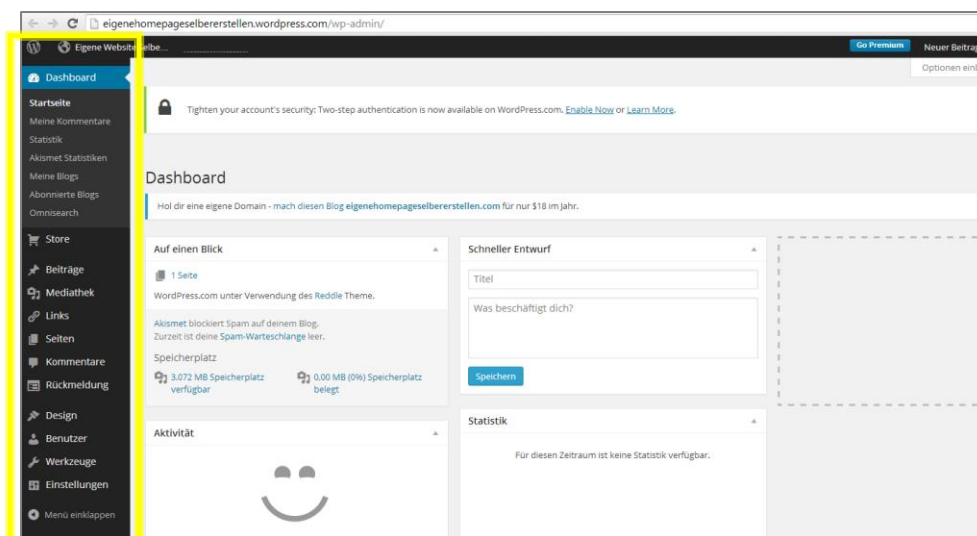 eigenehomepageselbererstellen.wordpress.com/wp-admin/
Eigene Website Selbe...
Go Premium
Neuer Beitrag
Optionen einl
Dashboard
Startseite
Meine Kommentare
Statistik
Akismet Statistiken
Meine Blogs
Abonnierte Blogs
Omnisearch
Store
Beiträge
Mediathek
Links
Seiten
Kommentare
Rückmeldung
Design
Benutzer
Werkzeuge
Einstellungen
Menü einklappen
Tighten your account's security: Two-step authentication is now available on WordPress.com. Enable Now or Learn More.
Dashboard
Hol dir eine eigene Domain - mach diesen Blog eigenehomepageselbererstellen.com für nur $18 im Jahr.
Auf einen Blick
1 Seite
WordPress.com unter Verwendung des Reddle Theme.
Akismet blockiert Spam auf deinem Blog.
Zurzeit ist deine Spam-Warteschlange leer.
Speicherplatz
3.072 MB Speicherplatz
verfügbar
0,00 MB (0%) Speicherplatz
belegt
Aktivität
Schneller Entwurf
Titel
Was beschäftigt dich?
Speichern
Statistik
Für diesen Zeitraum ist keine Statistik verfügbar.